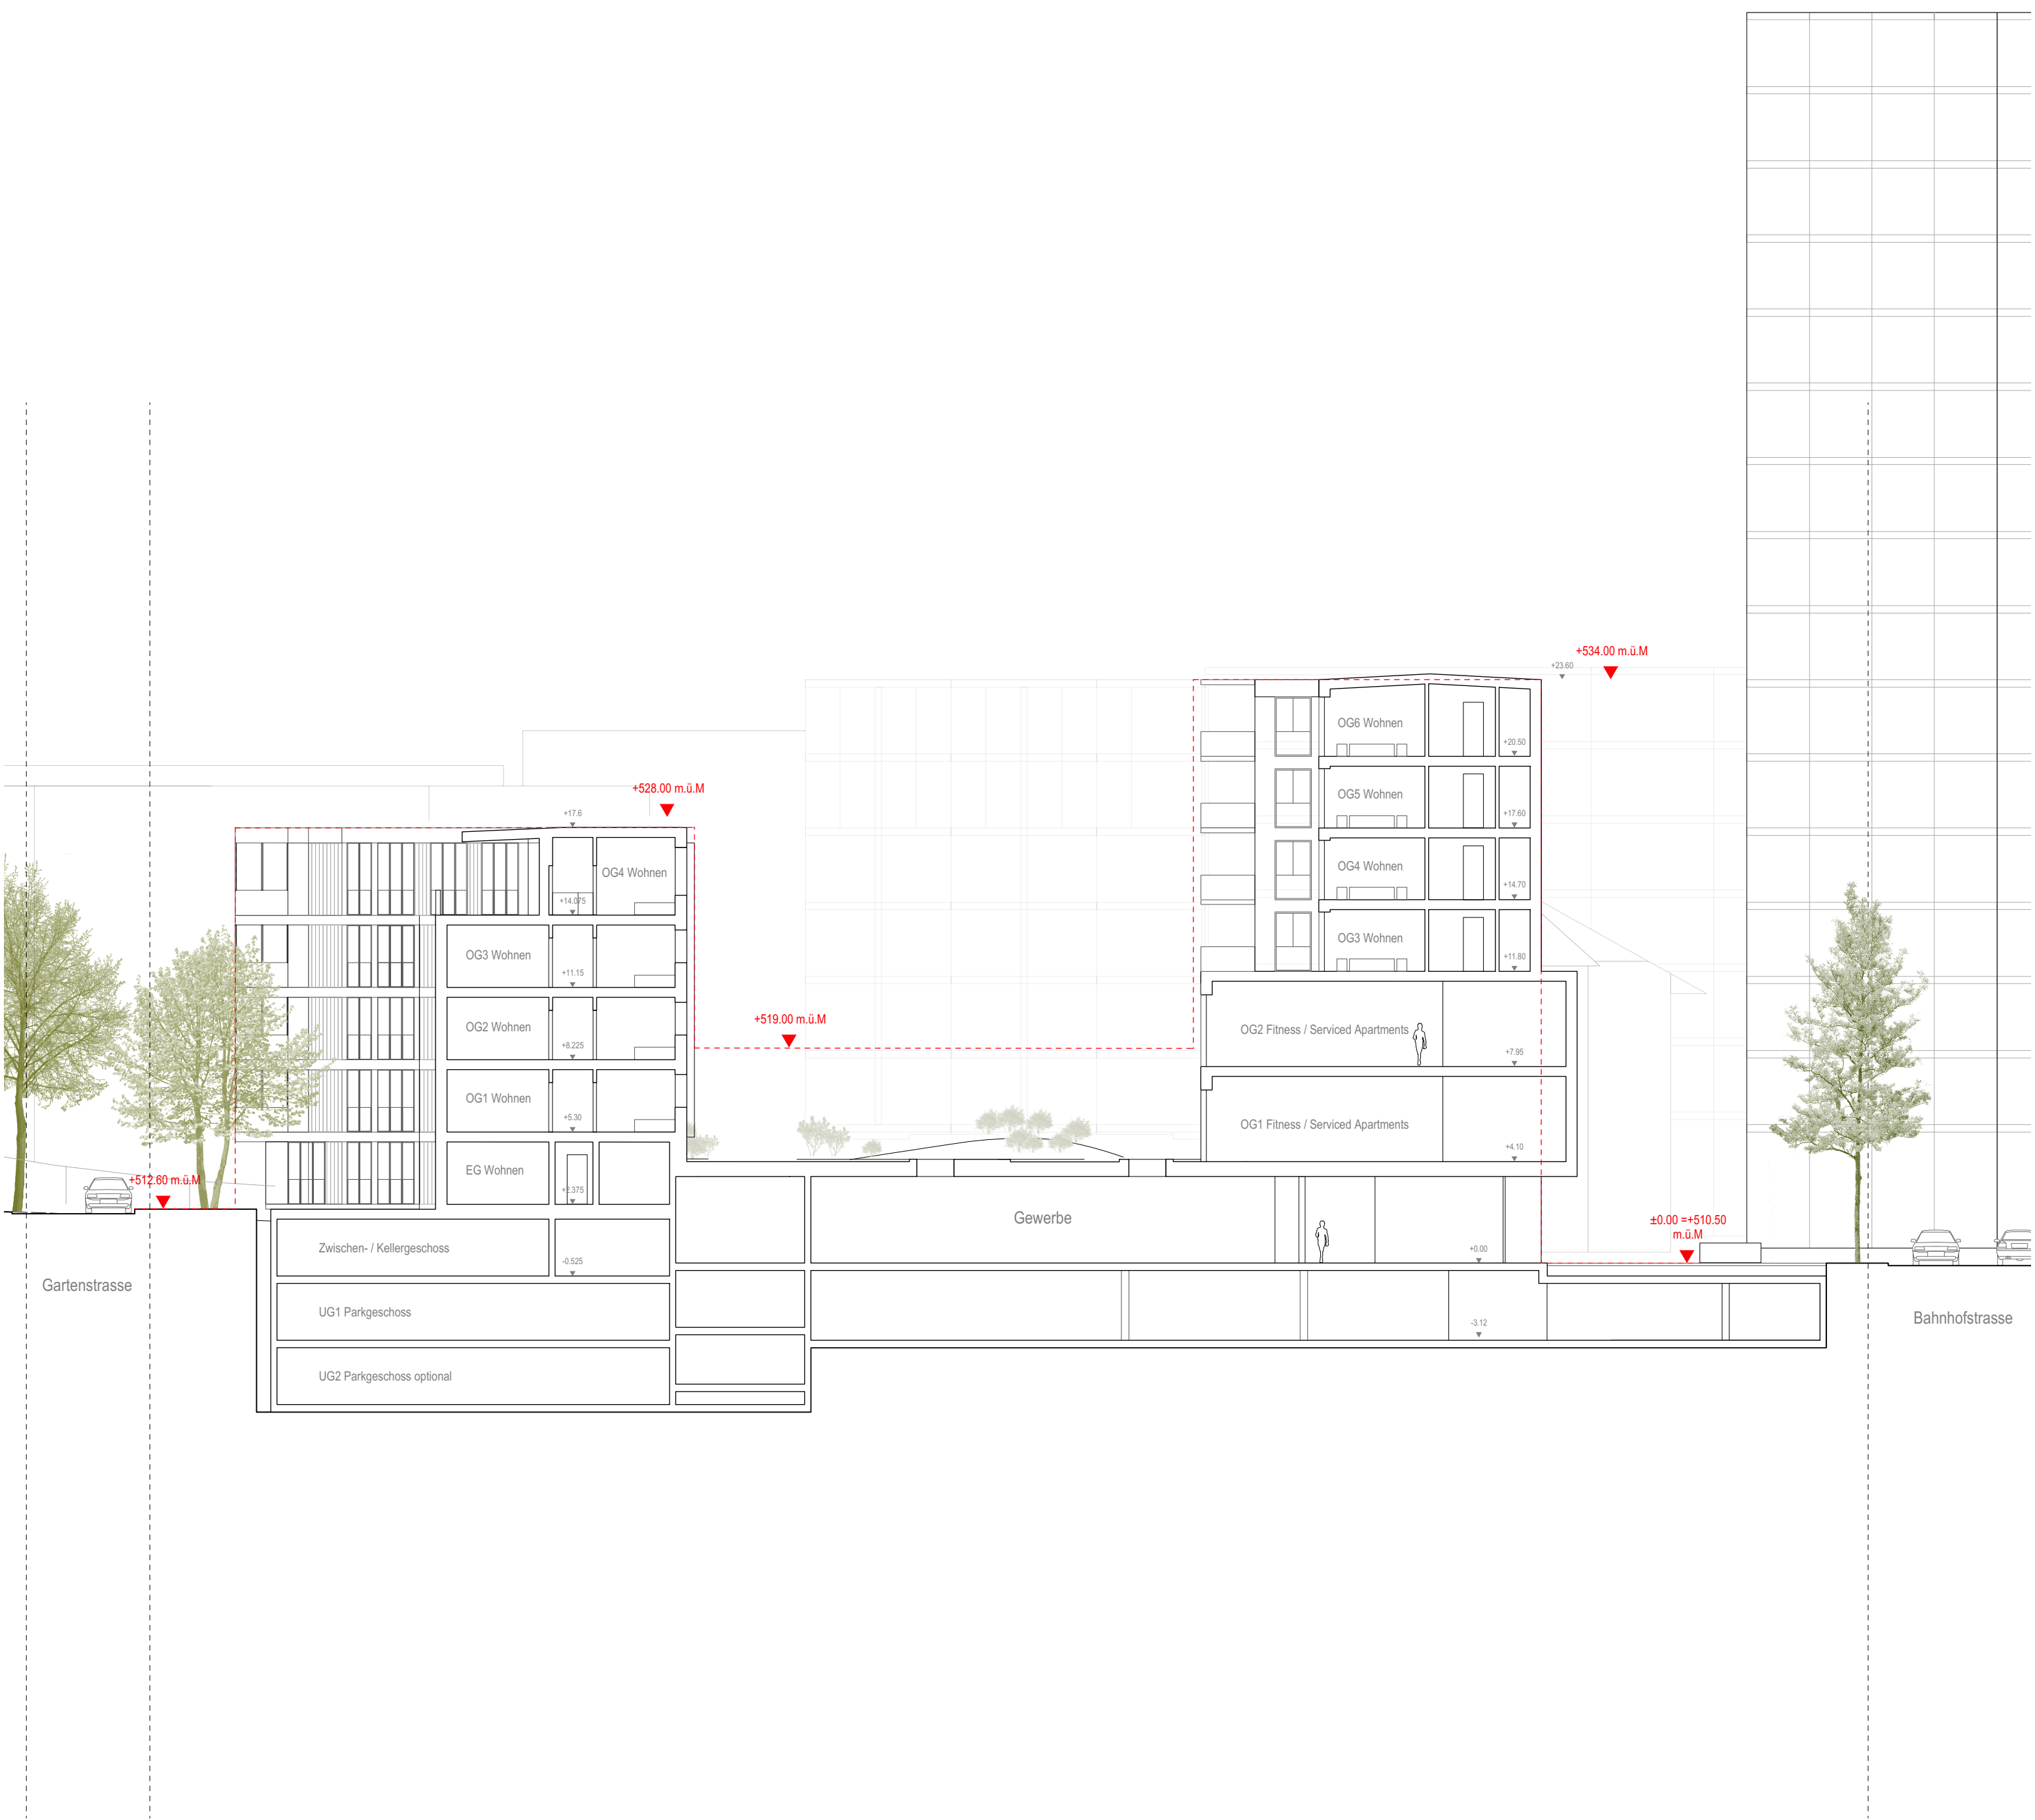 +534.00 m.ü.M
+23.60
OG6 Wohnen
+20.50
+528.00 m.ü.M
OG5 Wohnen
+17.60
+17.6
OG4 Wohnen
OG4 Wohnen
+14.70
+14.075
OG3 Wohnen
OG3 Wohnen
+11.80
+11.15
+519.00 m.ü.M
OG2 Wohnen
OG2 Fitness / Serviced Apartments
+8.225
+7.95
OG1 Wohnen
+5.30
OG1 Fitness / Serviced Apartments
+4.10
EG Wohnen
+512.60 m.ü.M
+2.375
Gewerbe
±0.00 =+510.50
m.ü.M
Zwischen- / Kellergeschoss
+0.00
-0.525
Gartenstrasse
UG1 Parkgeschoss
-3.12
Bahnhofstrasse
UG2 Parkgeschoss optional